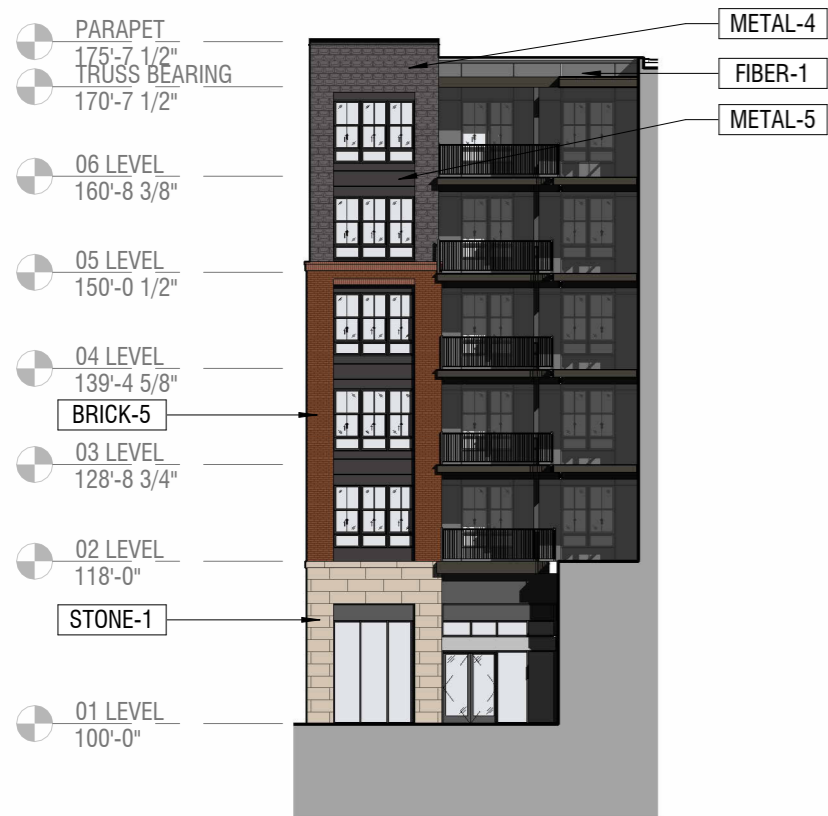 PARAPET
175'-7 1/2"
TRUSS BEARING
170'-7 1/2"
06 LEVEL
160'-8 3/8"
05 LEVEL
150'-0 1/2"
04 LEVEL
139'-4 5/8"
BRICK-5
03 LEVEL
128'-8 3/4"
02 LEVEL
118'-0"
STONE-1
01 LEVEL
100'-0"
METAL-4
FIBER-1
METAL-5